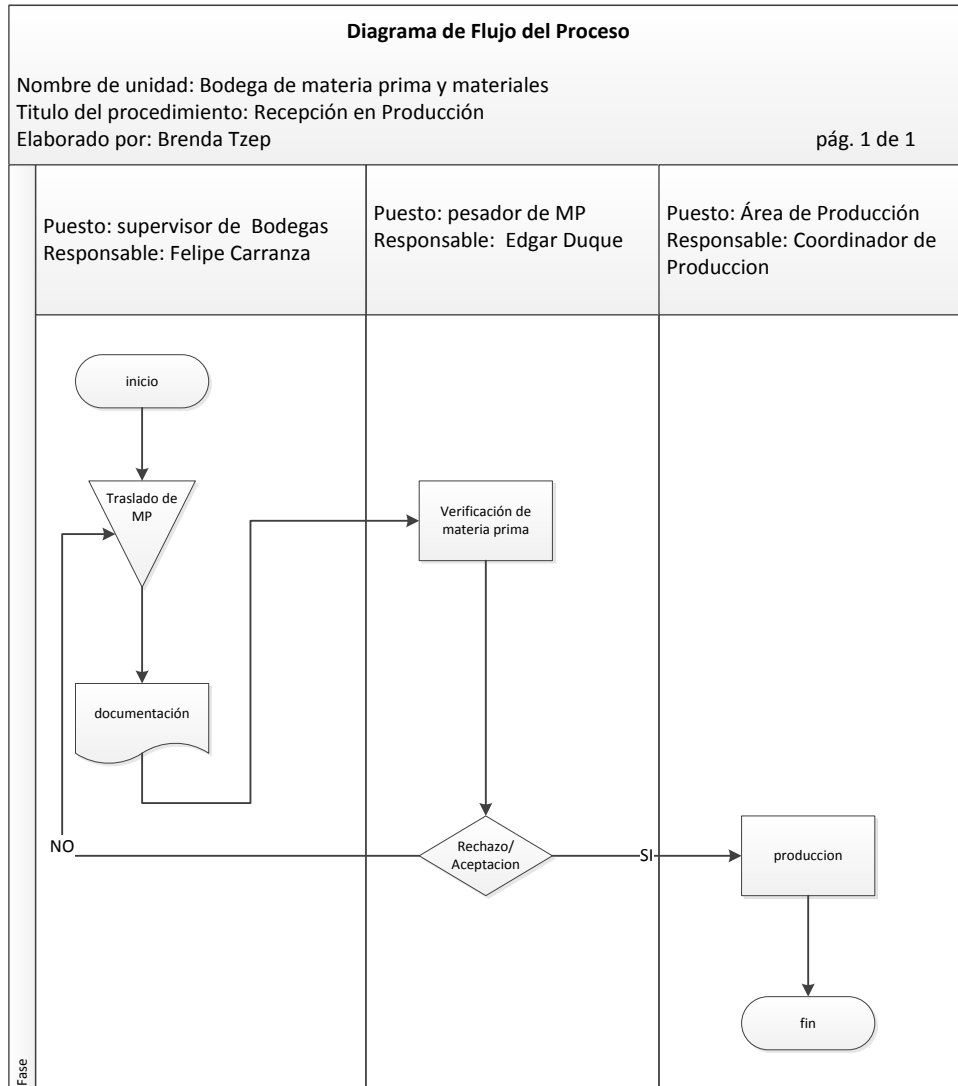 Diagrama de Flujo del Proceso
Nombre de unidad: Bodega de materia prima y materiales
Titulo del procedimiento: Recepción en Producción
Elaborado por: Brenda Tzep pág. 1 de 1
Puesto: supervisor de Bodegas
Responsable: Felipe Carranza
Puesto: pesador de MP
Responsable: Edgar Duque
Puesto: Área de Producción
Responsable: Coordinador de
Produccion
inicio
Traslado de
MP
documentación
Verificación de
materia prima
Rechazo/
Aceptacion
NO
SI
produccion
fin
Fase